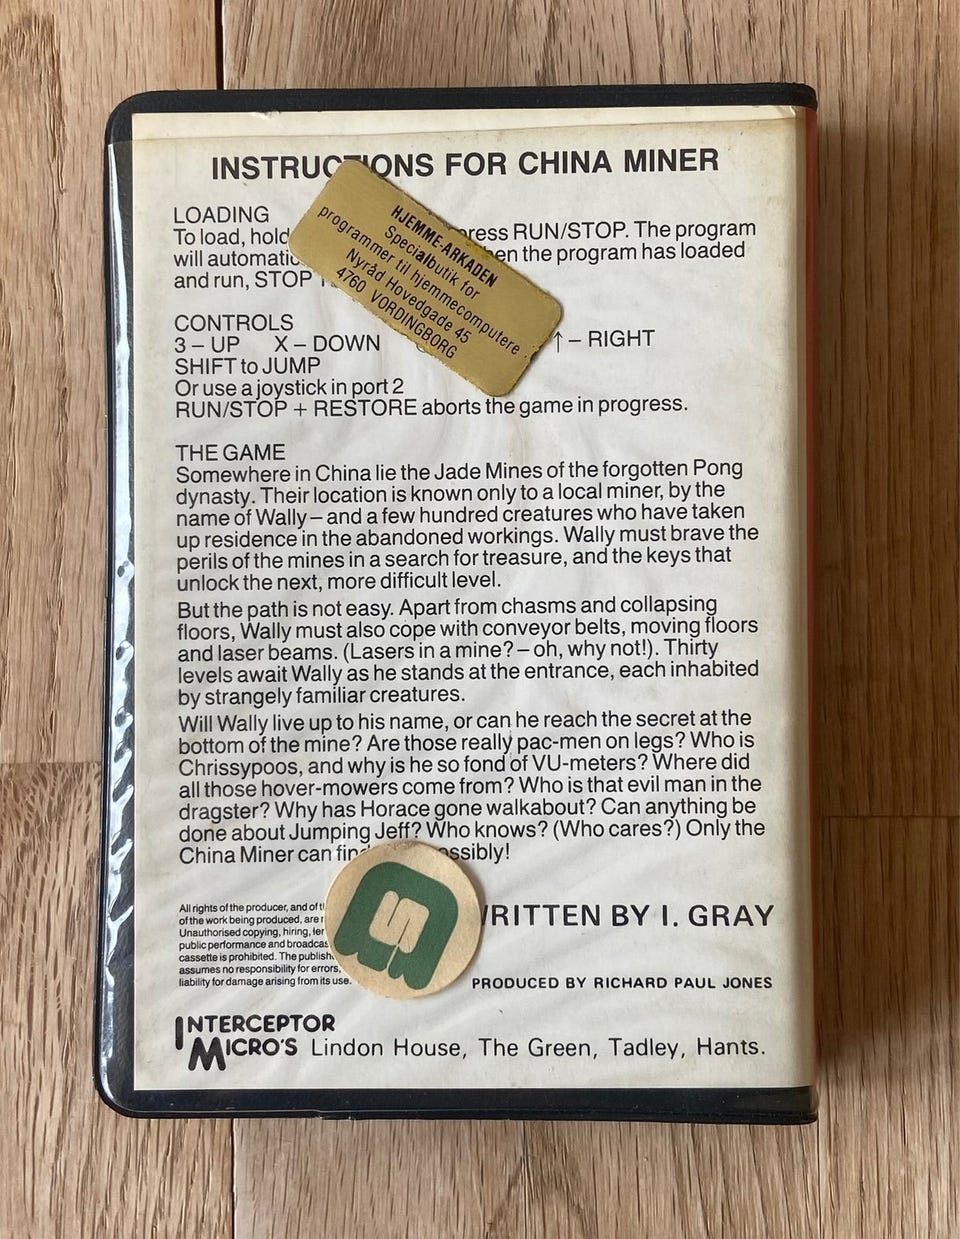 INSTRUCTIONS FOR CHINA MINER
LOADING
To load, hold press RUN/STOP. The program
will automatic the program has loaded
and run, STOP
HJEMME-ARKADEN
Specialbutik for
programmer til hjemmecomputere
Nyråd Hovedgade 45
4760 VORDINGBORG
CONTROLS
3 – UP X – DOWN ↑ – RIGHT
SHIFT to JUMP
Or use a joystick in port 2
RUN/STOP + RESTORE aborts the game in progress.
THE GAME
Somewhere in China lie the Jade Mines of the forgotten Pong
dynasty. Their location is known only to a local miner, by the
name of Wally – and a few hundred creatures who have taken
up residence in the abandoned workings. Wally must brave the
perils of the mines in a search for treasure, and the keys that
unlock the next, more difficult level.
But the path is not easy. Apart from chasms and collapsing
floors, Wally must also cope with conveyor belts, moving floors
and laser beams. (Lasers in a mine? – oh, why not!). Thirty
levels await Wally as he stands at the entrance, each inhabited
by strangely familiar creatures.
Will Wally live up to his name, or can he reach the secret at the
bottom of the mine? Are those really pac-men on legs? Who is
Chrissypoos, and why is he so fond of VU-meters? Where did
all those hover-mowers come from? Who is that evil man in the
dragster? Why has Horace gone walkabout? Can anything be
done about Jumping Jeff? Who knows? (Who cares?) Only the
China Miner can find ssibly!
All rights of the producer, and of
of the work being produced, are
Unauthorised copying, hiring,
public performance and
cassette is prohibited. The
assumes no responsibility for errors,
liability for damage arising from its use.
WRITTEN BY I. GRAY
PRODUCED BY RICHARD PAUL JONES
INTERCEPTOR
MICRO'S Lindon House, The Green, Tadley, Hants.